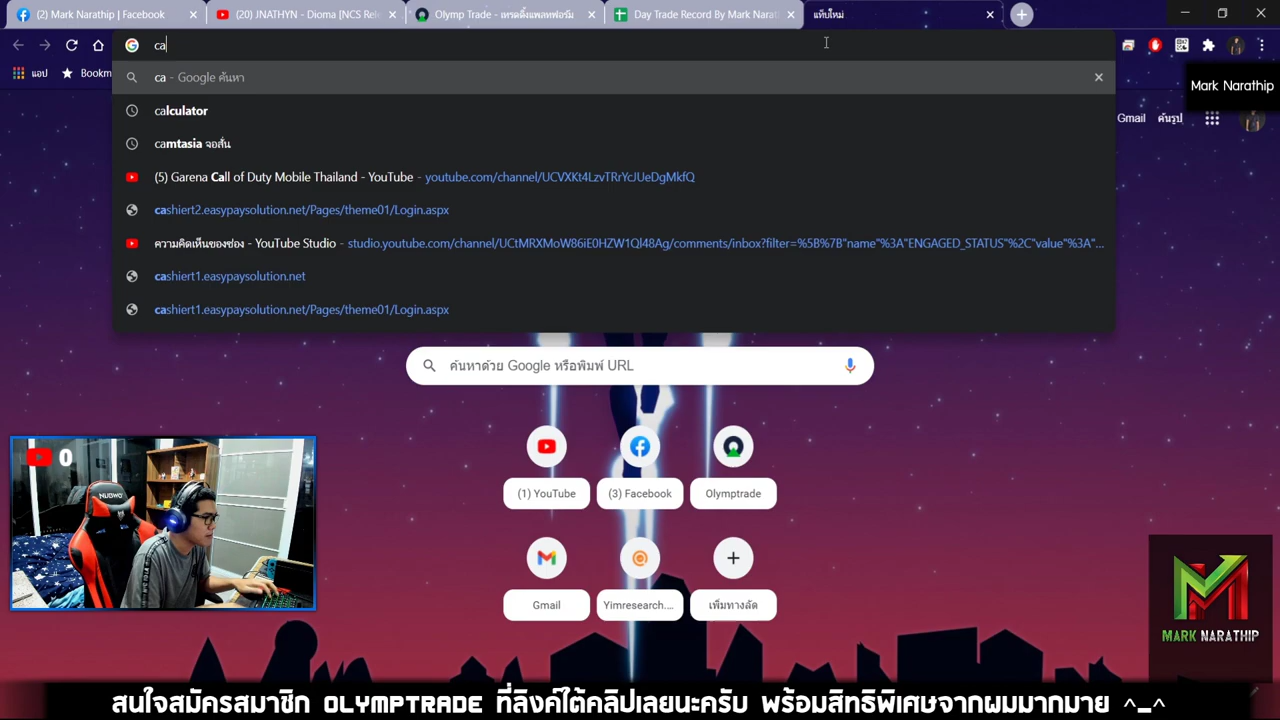 (2) Mark Narathip | Facebook
(20) JNATHYN - Dioma [NCS Rele
Olymp Trade - เทรดดิ้งแพลทฟอร์ม
Day Trade Record By Mark Narath
แท็บใหม่
ca
แอป
Bookm
ca - Google ค้นหา
Mark Narathip
calculator
Gmail
ค้นรูป
camtasia จอสั่น
(5) Garena Call of Duty Mobile Thailand - YouTube - youtube.com/channel/UCVXKt4LzvTRrYcJUeDgMkfQ
cashiert2.easypaysolution.net/Pages/theme01/Login.aspx
ความคิดเห็นของช่อง - YouTube Studio - studio.youtube.com/channel/UCtMRXMoW86iE0HZW1Ql48Ag/comments/inbox?filter=%5B%7B"name"%3A"ENGAGED_STATUS"%2C"value"%3A"...
cashiert1.easypaysolution.net
cashiert1.easypaysolution.net/Pages/theme01/Login.aspx
ค้นหาด้วย Google หรือพิมพ์ URL
0
(1) YouTube
(3) Facebook
Olymptrade
Gmail
Yimresearch....
เพิ่มทางลัด
MARK NARATHIP
สนใจสมัครสมาชิก OLYMPTRADE ที่ลิงค์ใต้คลิปเลยนะครับ พร้อมสิทธิพิเศษจากผมมากมาย ^_^